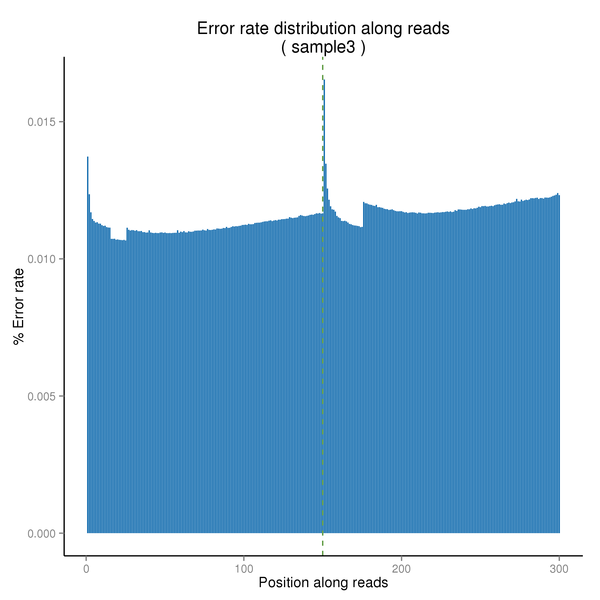 Error rate distribution along reads
( sample3 )
% Error rate
0.015
0.010
0.005
0.000
0
100
200
300
Position along reads